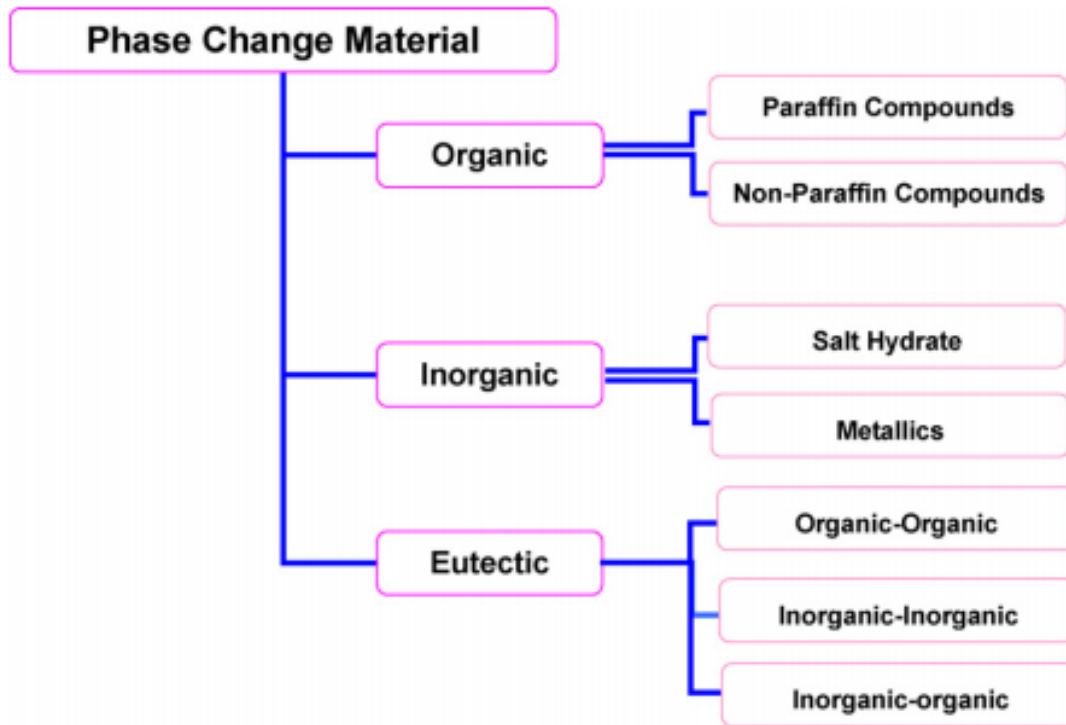 Phase Change Material
Organic
Paraffin Compounds
Non-Paraffin Compounds
Inorganic
Salt Hydrate
Metallics
Eutectic
Organic-Organic
Inorganic-Inorganic
Inorganic-organic